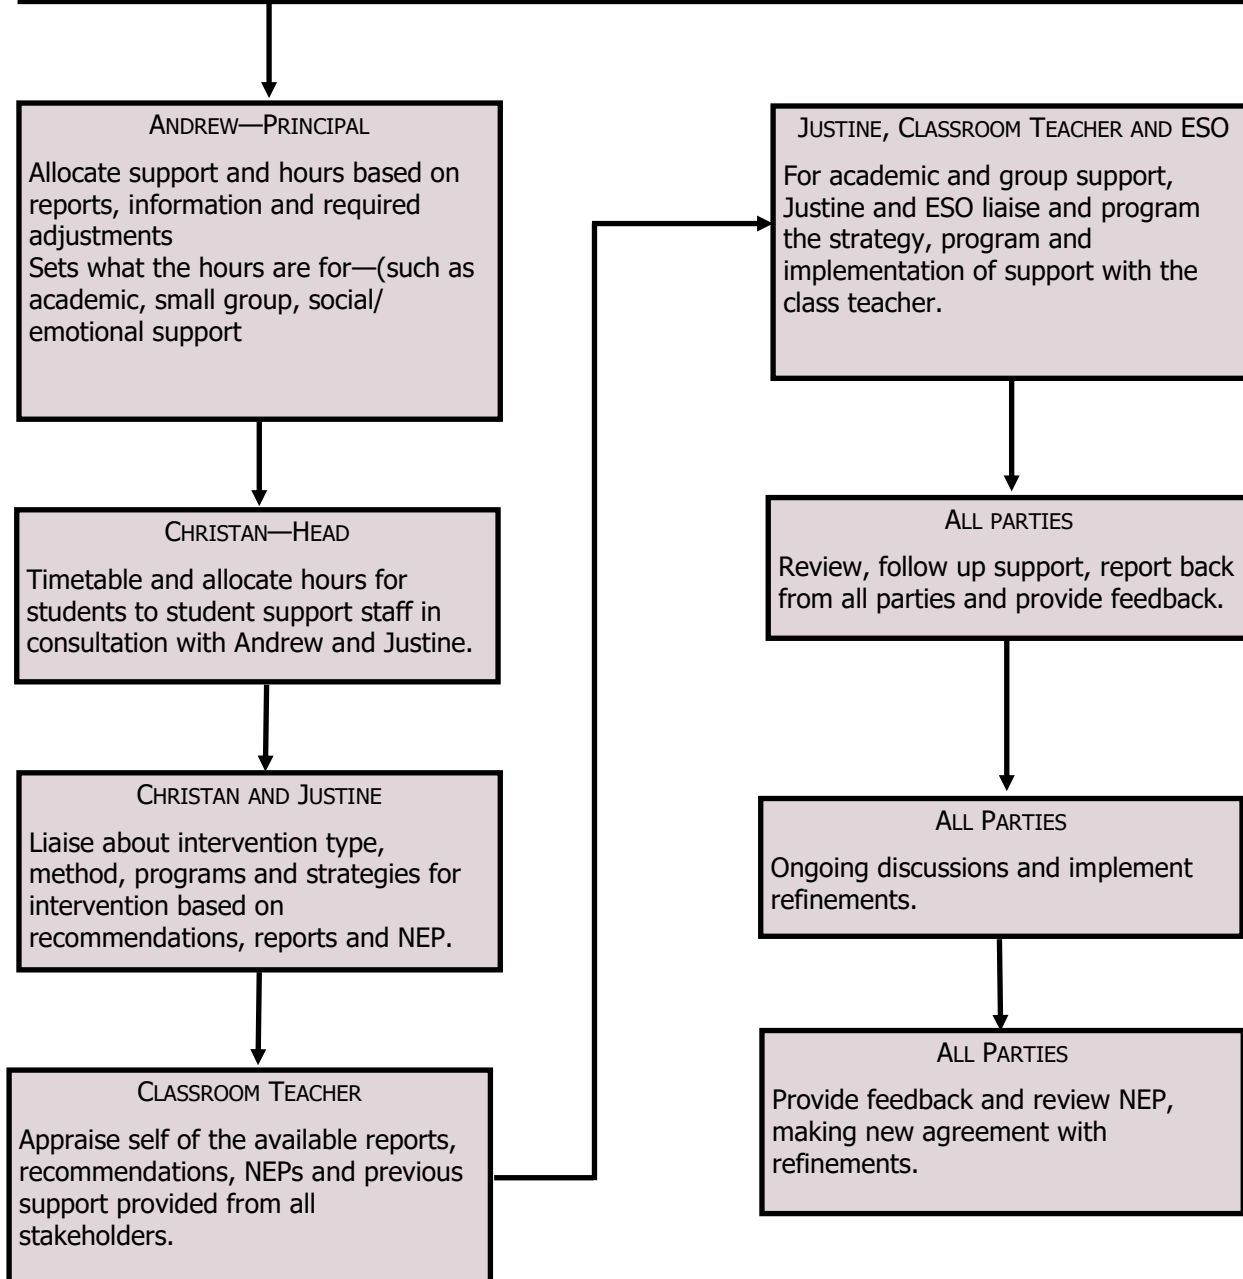 ANDREW—PRINCIPAL
Allocate support and hours based on
reports, information and required
adjustments
Sets what the hours are for—(such as
academic, small group, social/
emotional support
CHRISTAN—HEAD
Timetable and allocate hours for
students to student support staff in
consultation with Andrew and Justine.
CHRISTAN AND JUSTINE
Liaise about intervention type,
method, programs and strategies for
intervention based on
recommendations, reports and NEP.
CLASSROOM TEACHER
Appraise self of the available reports,
recommendations, NEPs and previous
support provided from all
stakeholders.
JUSTINE, CLASSROOM TEACHER AND ESO
For academic and group support,
Justine and ESO liaise and program
the strategy, program and
implementation of support with the
class teacher.
ALL PARTIES
Review, follow up support, report back
from all parties and provide feedback.
ALL PARTIES
Ongoing discussions and implement
refinements.
ALL PARTIES
Provide feedback and review NEP,
making new agreement with
refinements.